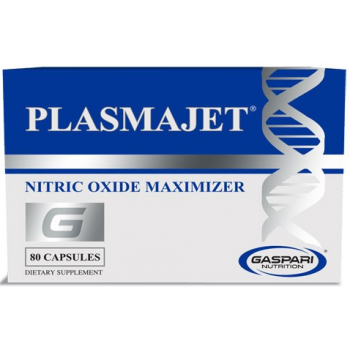 PLASMAJET®
NITRIC OXIDE MAXIMIZER
G
80 CAPSULES
DIETARY SUPPLEMENT
GASPARI
NUTRITION